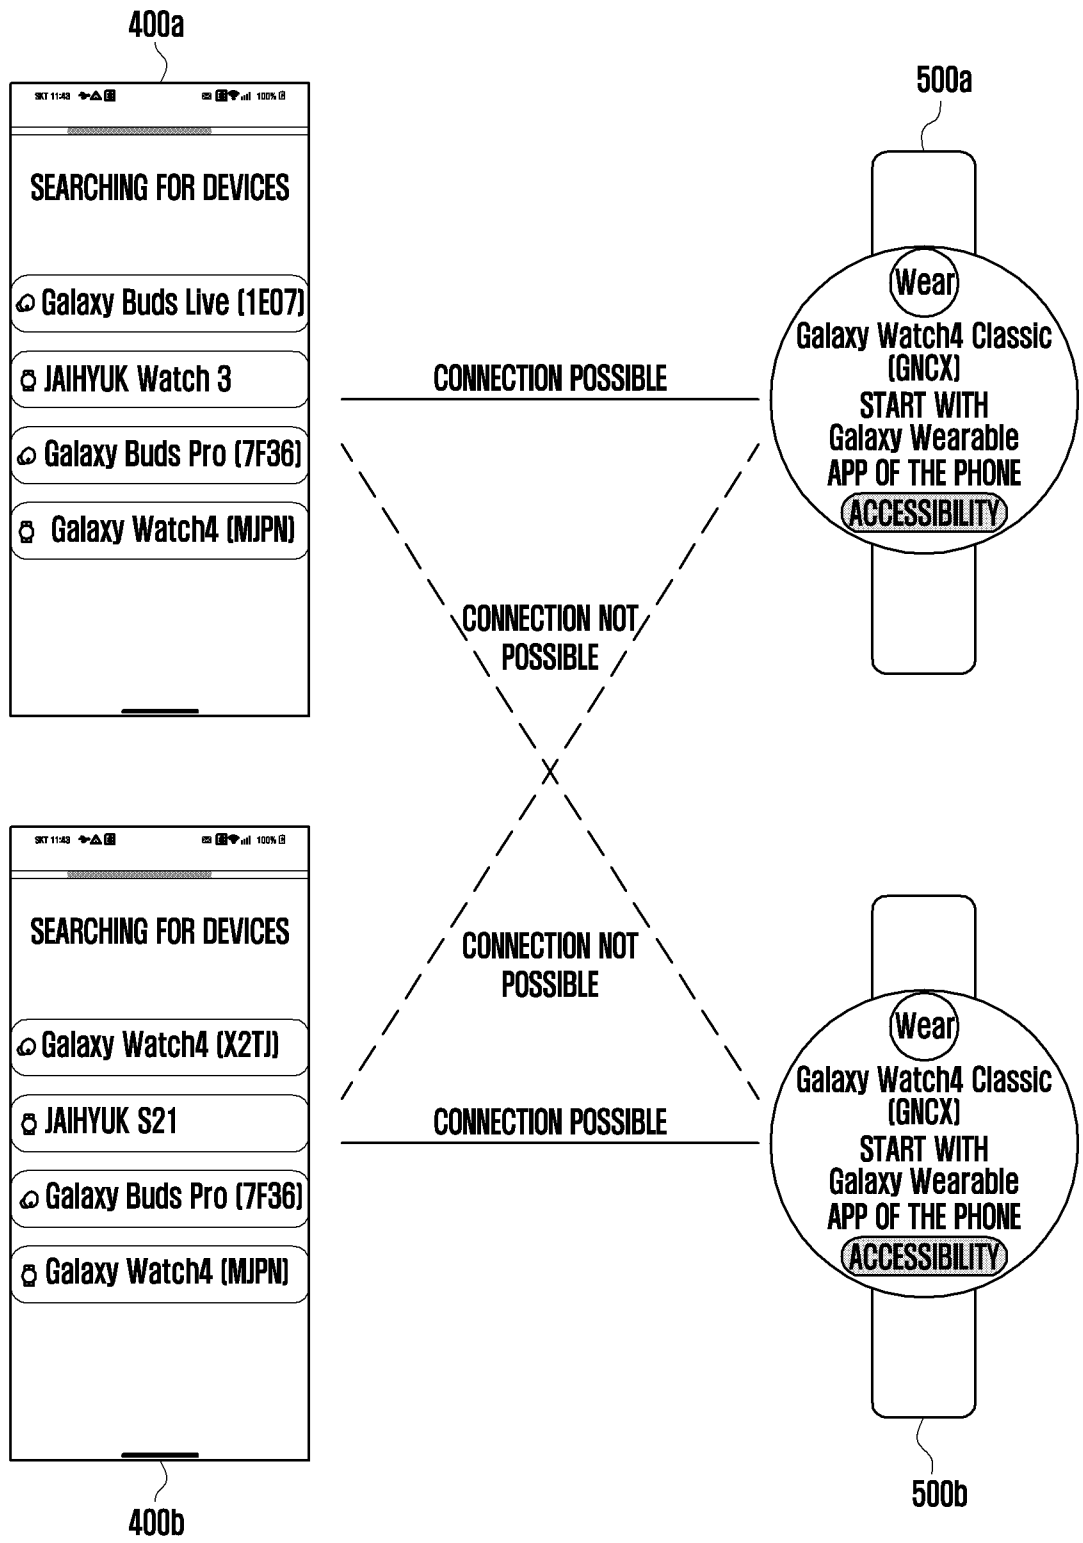 400a
SKT 11:43 100%
SEARCHING FOR DEVICES
Galaxy Buds Live (1E07)
JAIHYUK Watch 3
Galaxy Buds Pro (7F36)
Galaxy Watch4 (MJPN)
CONNECTION POSSIBLE
500a
Wear
Galaxy Watch4 Classic
(GNCX)
START WITH
Galaxy Wearable
APP OF THE PHONE
ACCESSIBILITY
CONNECTION NOT
POSSIBLE
CONNECTION NOT
POSSIBLE
SKT 11:43 100%
SEARCHING FOR DEVICES
Galaxy Watch4 (X2TJ)
JAIHYUK S21
Galaxy Buds Pro (7F36)
Galaxy Watch4 (MJPN)
400b
CONNECTION POSSIBLE
Wear
Galaxy Watch4 Classic
(GNCX)
START WITH
Galaxy Wearable
APP OF THE PHONE
ACCESSIBILITY
500b